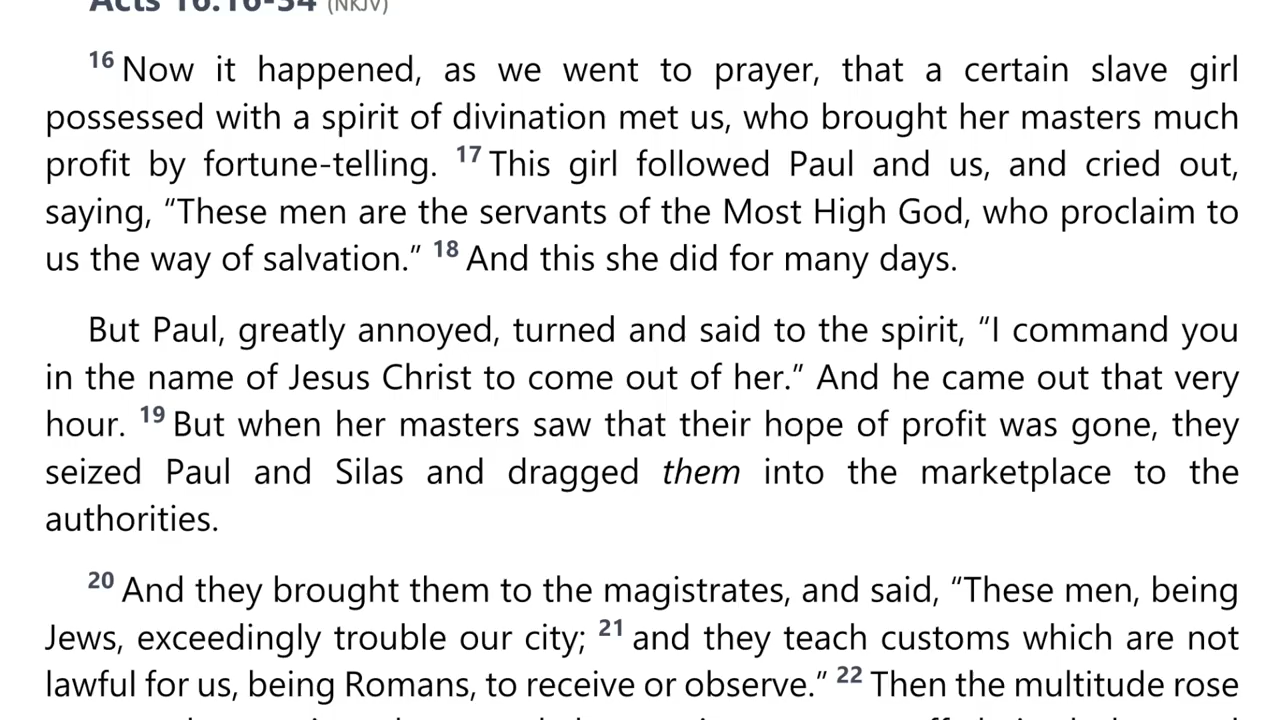 Acts 16:16-34 (NKJV)
16 Now it happened, as we went to prayer, that a certain slave girl
possessed with a spirit of divination met us, who brought her masters much
profit by fortune-telling. 17 This girl followed Paul and us, and cried out,
saying, “These men are the servants of the Most High God, who proclaim to
us the way of salvation.” 18 And this she did for many days.
But Paul, greatly annoyed, turned and said to the spirit, “I command you
in the name of Jesus Christ to come out of her.” And he came out that very
hour. 19 But when her masters saw that their hope of profit was gone, they
seized Paul and Silas and dragged them into the marketplace to the
authorities.
20 And they brought them to the magistrates, and said, “These men, being
Jews, exceedingly trouble our city; 21 and they teach customs which are not
lawful for us, being Romans, to receive or observe.” 22 Then the multitude rose